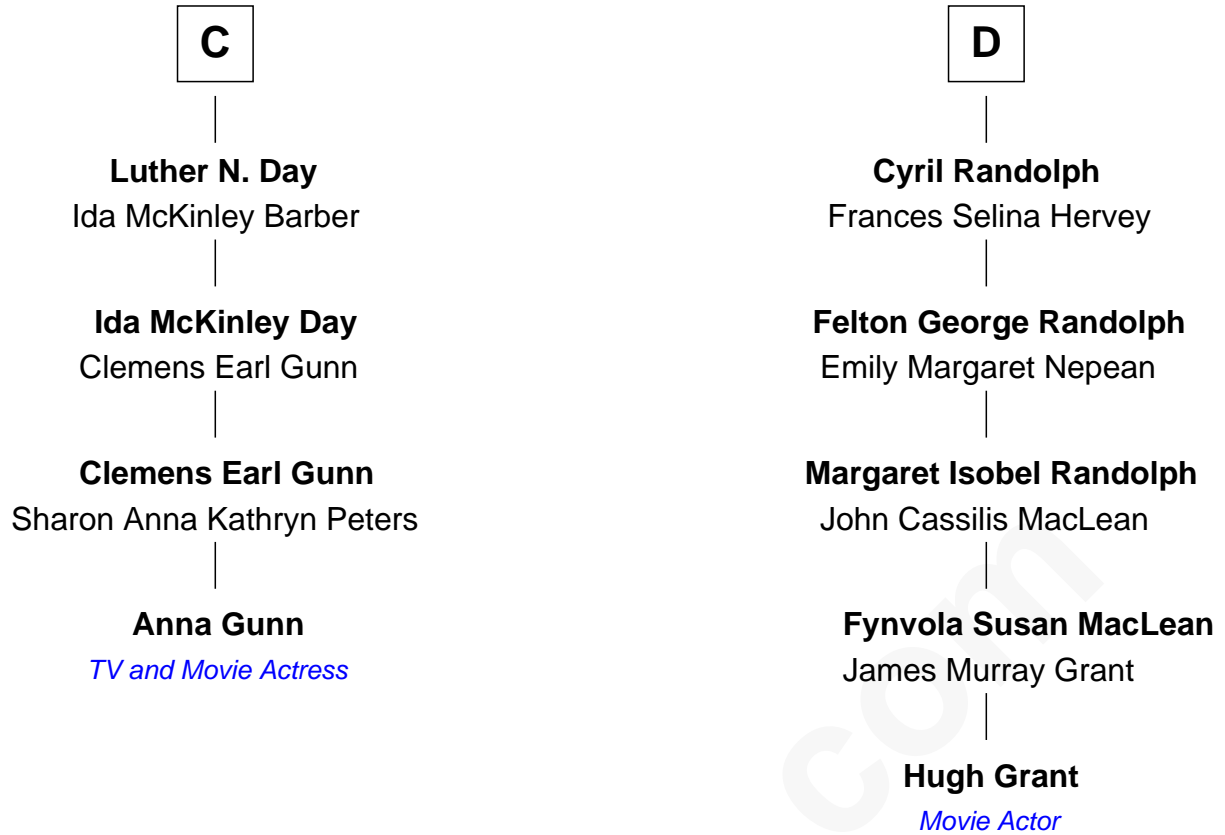 C
Luther N. Day
Ida McKinley Barber
Ida McKinley Day
Clemens Earl Gunn
Clemens Earl Gunn
Sharon Anna Kathryn Peters
Anna Gunn
TV and Movie Actress
D
Cyril Randolph
Frances Selina Hervey
Felton George Randolph
Emily Margaret Nepean
Margaret Isobel Randolph
John Cassilis MacLean
Fynvola Susan MacLean
James Murray Grant
Hugh Grant
Movie Actor
com